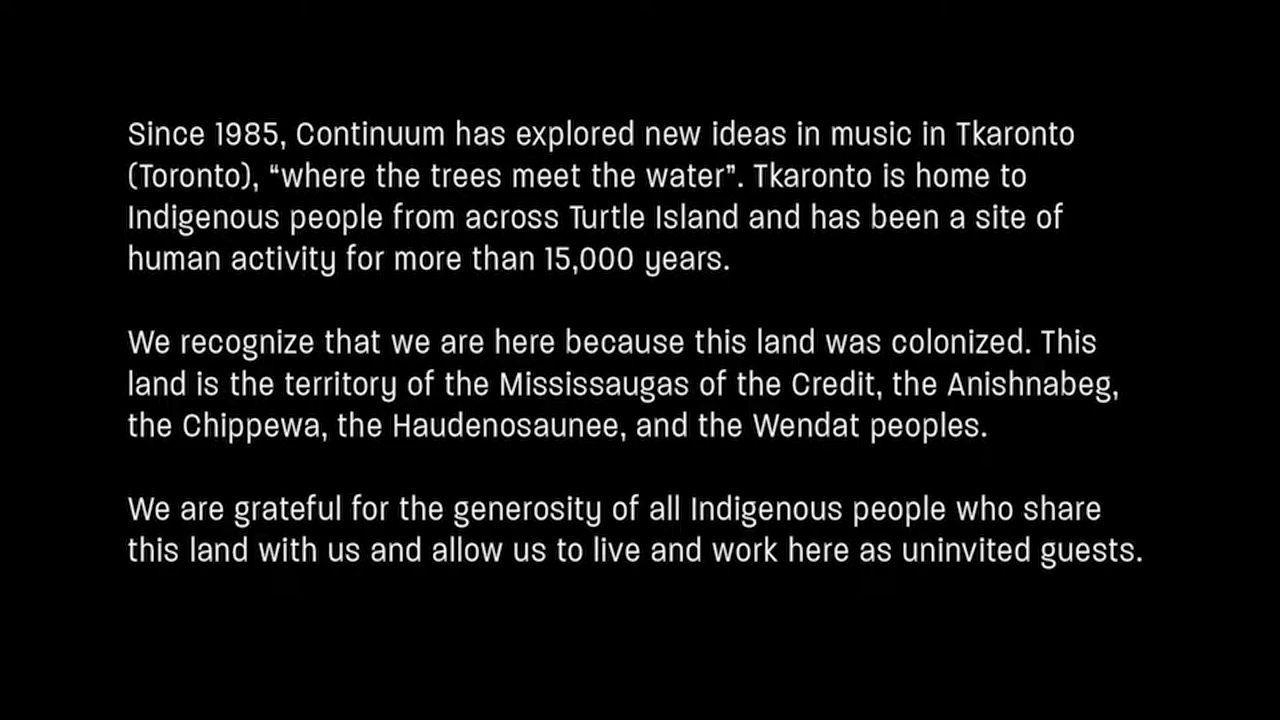 Since 1985, Continuum has explored new ideas in music in Tkaronto
(Toronto), “where the trees meet the water”. Tkaronto is home to
Indigenous people from across Turtle Island and has been a site of
human activity for more than 15,000 years.
We recognize that we are here because this land was colonized. This
land is the territory of the Mississaugas of the Credit, the Anishnabeg,
the Chippewa, the Haudenosaunee, and the Wendat peoples.
We are grateful for the generosity of all Indigenous people who share
this land with us and allow us to live and work here as uninvited guests.